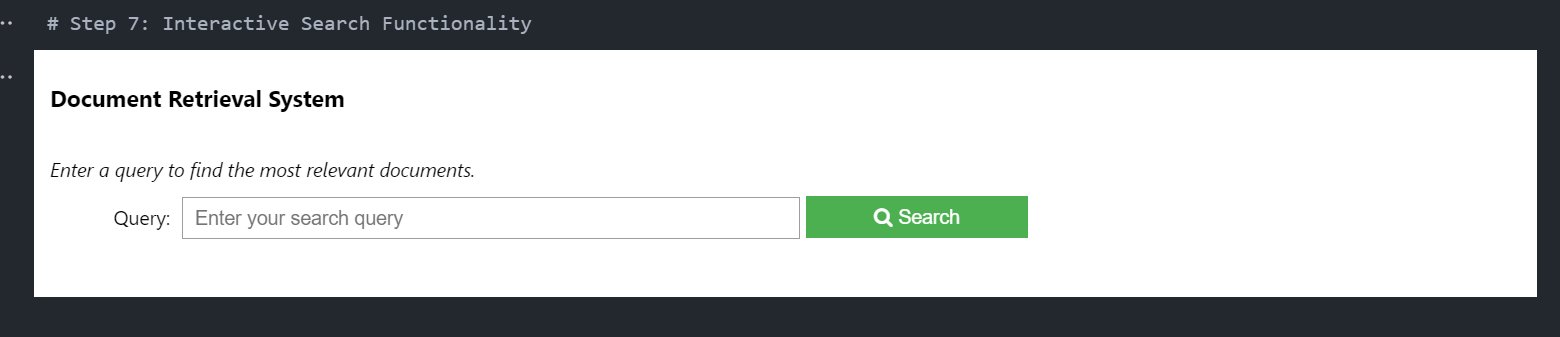 # Step 7: Interactive Search Functionality
Document Retrieval System
Enter a query to find the most relevant documents.
Query: Enter your search query Search